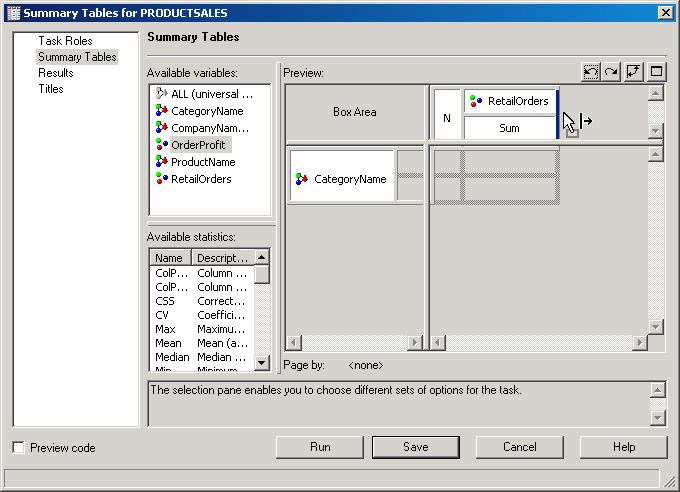 Summary Tables for PRODUCTSALES
Task Roles
Summary Tables
Results
Titles
Summary Tables
Available variables:
ALL (universal ...
CategoryName
CompanyNam...
OrderProfit
ProductName
RetailOrders
Available statistics:
Name Descript...
ColP... Column ...
ColP... Column ...
CSS Correct...
CV Coeffici...
Max Maximu...
Mean Mean (a...
Median Median ...
Min Minimum
Preview:
Box Area
N
RetailOrders
Sum
CategoryName
Page by: <none>
The selection pane enables you to choose different sets of options for the task.
Preview code
Run
Save
Cancel
Help